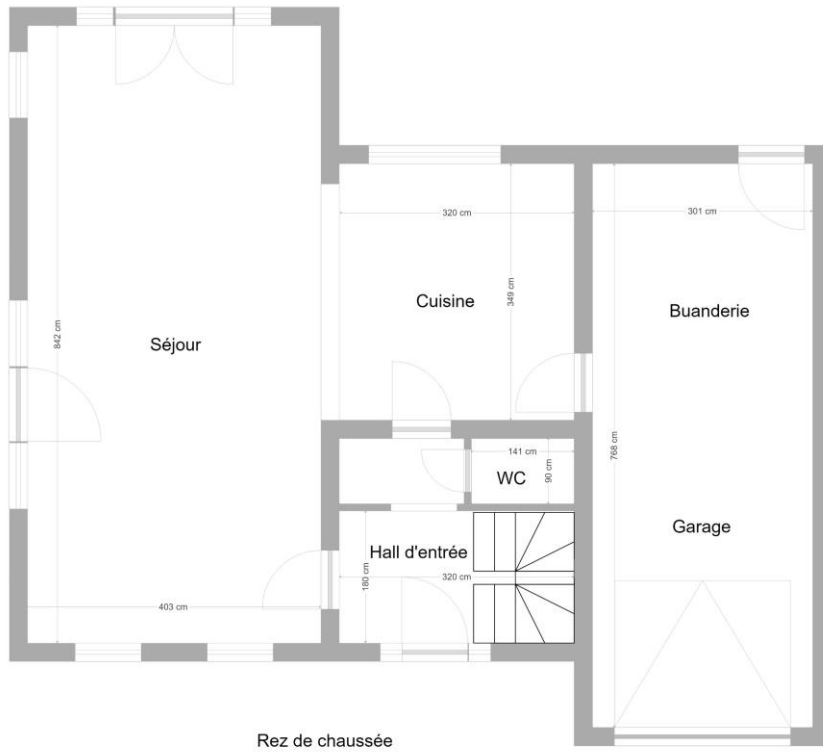 320 cm
301 cm
Cuisine
349 cm
Buanderie
842 cm
Séjour
141 cm
WC
90 cm
768 cm
Garage
Hall d'entrée
180 cm
320 cm
403 cm
Rez de chaussée